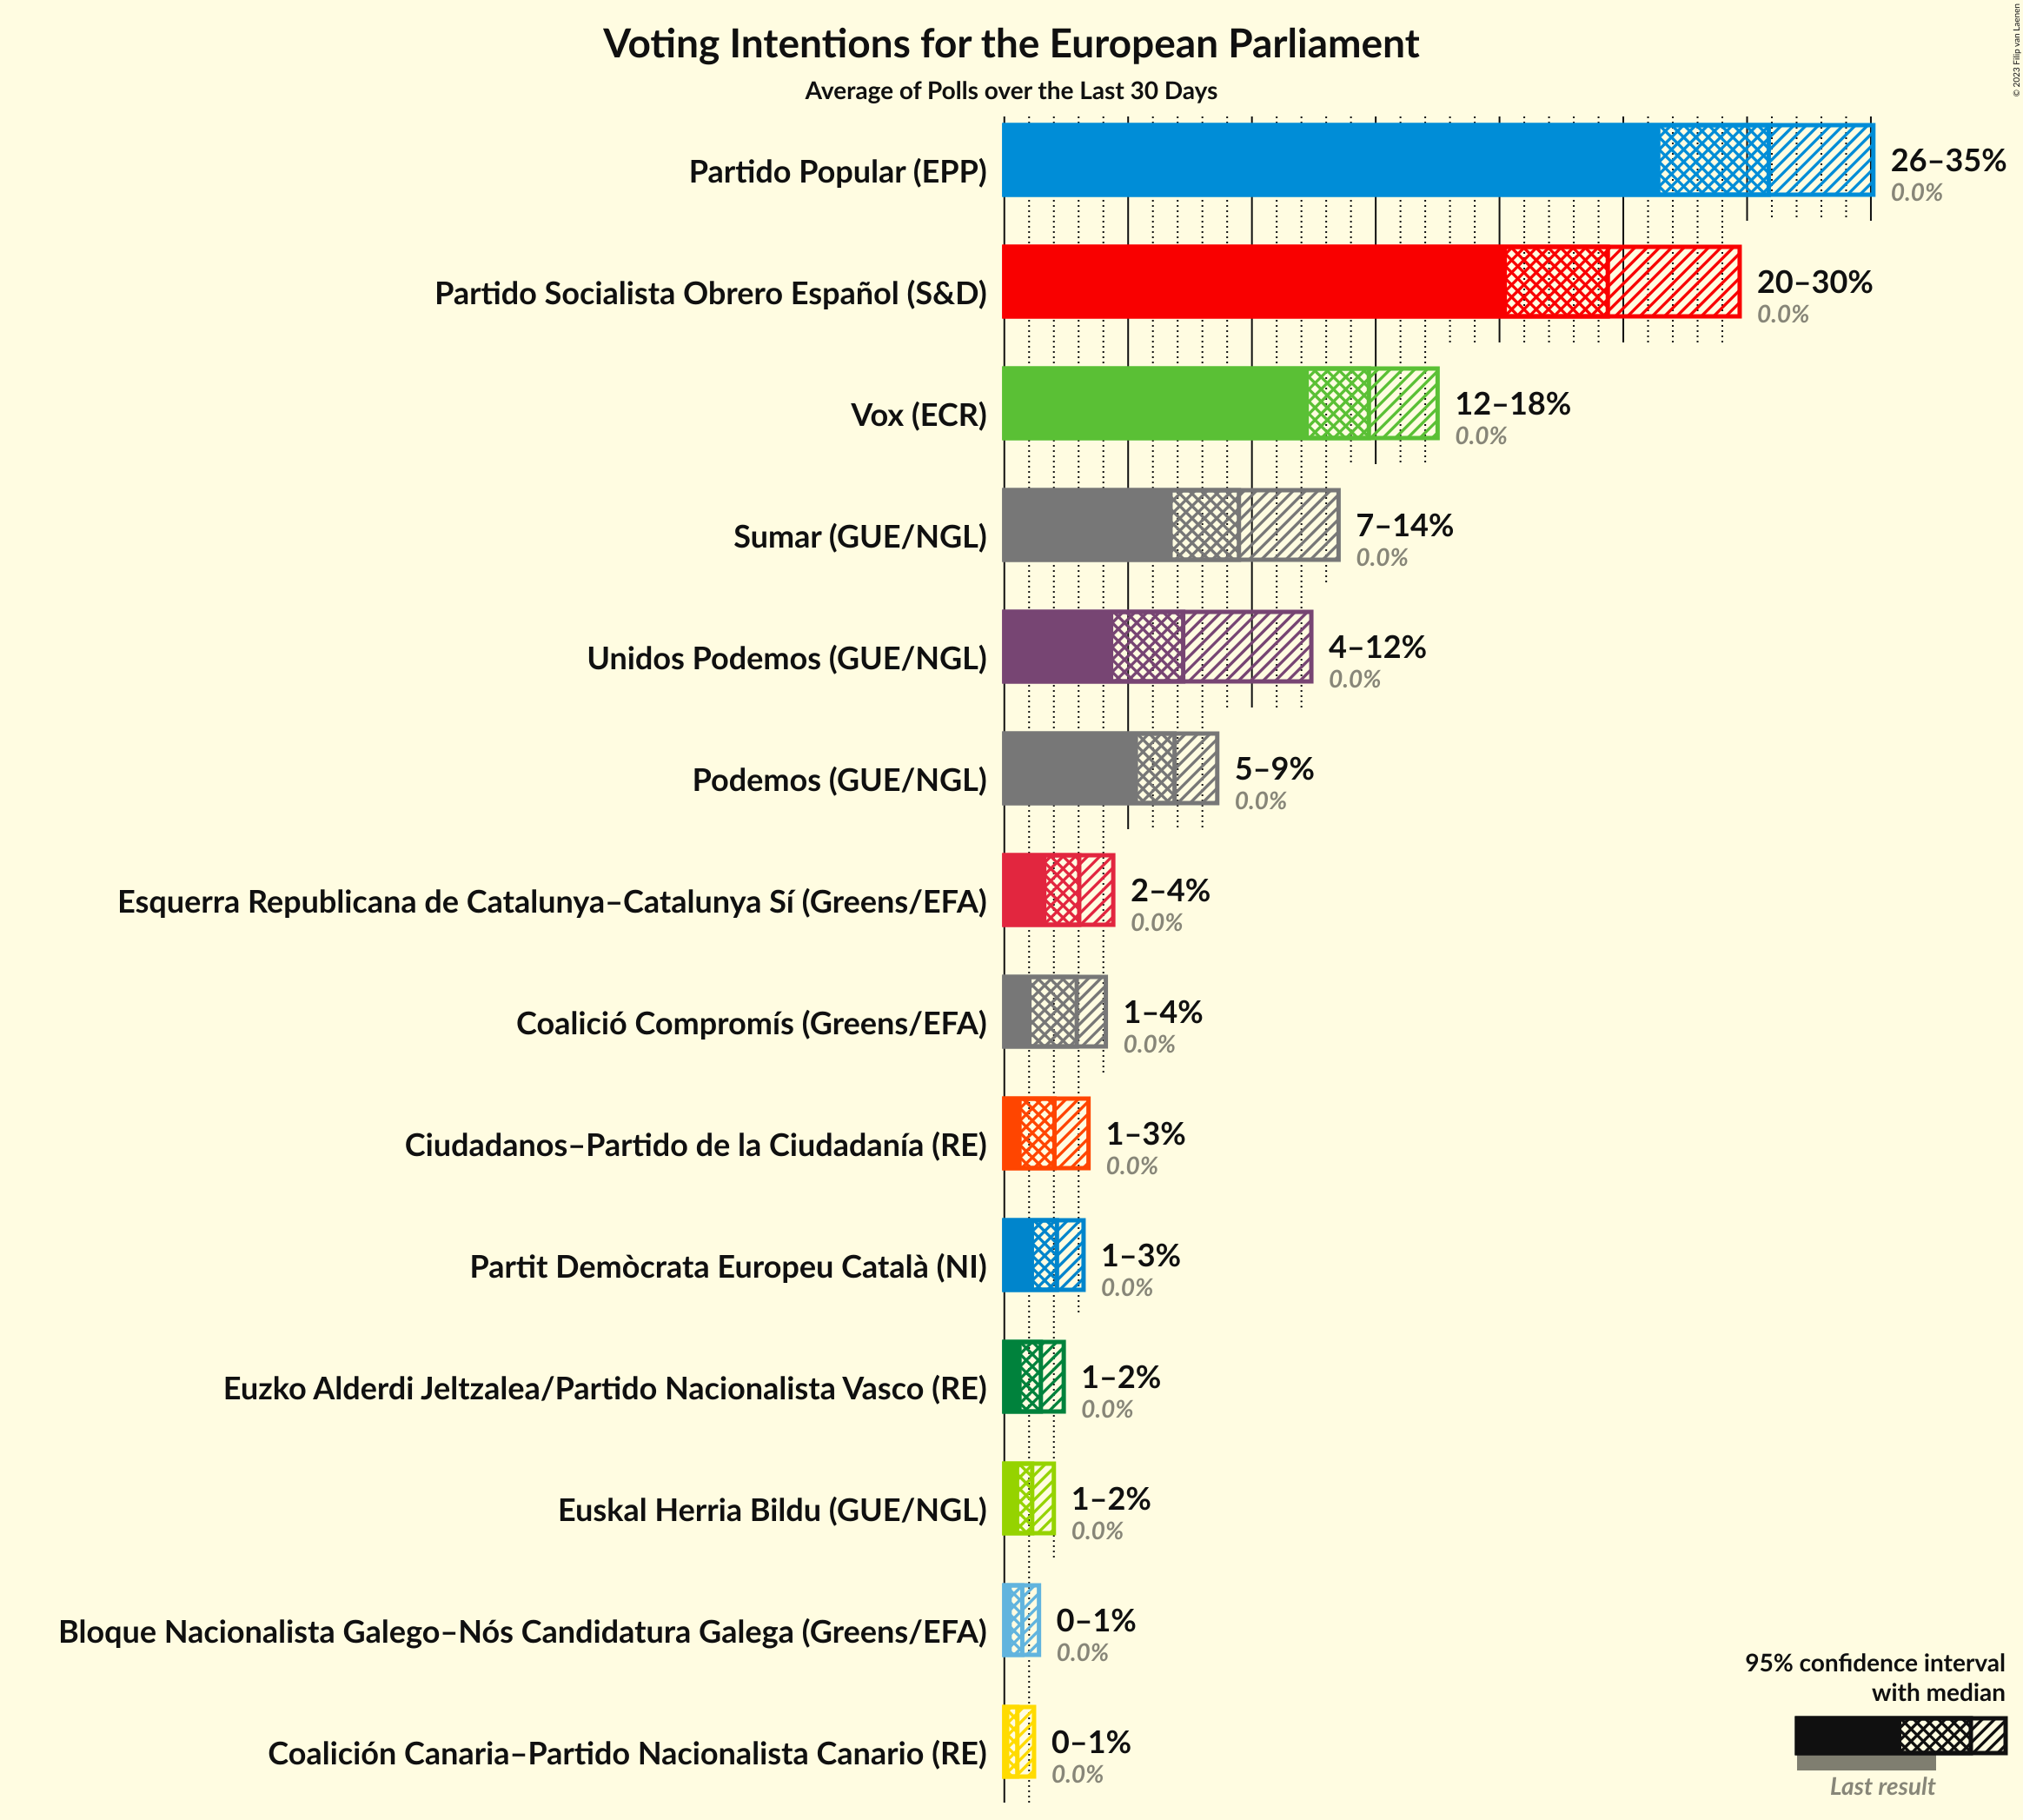 © 2023 Filip van Laenen
Voting Intentions for the European Parliament
Average of Polls over the Last 30 Days
Partido Popular (EPP)
26–35%
0.0%
Partido Socialista Obrero Español (S&D)
20–30%
0.0%
Vox (ECR)
12–18%
0.0%
Sumar (GUE/NGL)
7–14%
0.0%
Unidos Podemos (GUE/NGL)
4–12%
0.0%
Podemos (GUE/NGL)
5–9%
0.0%
Esquerra Republicana de Catalunya–Catalunya Sí (Greens/EFA)
2–4%
0.0%
Coalició Compromís (Greens/EFA)
1–4%
0.0%
Ciudadanos–Partido de la Ciudadanía (RE)
1–3%
0.0%
Partit Demòcrata Europeu Català (NI)
1–3%
0.0%
Euzko Alderdi Jeltzalea/Partido Nacionalista Vasco (RE)
1–2%
0.0%
Euskal Herria Bildu (GUE/NGL)
1–2%
0.0%
Bloque Nacionalista Galego–Nós Candidatura Galega (Greens/EFA)
0–1%
0.0%
Coalición Canaria–Partido Nacionalista Canario (RE)
0–1%
0.0%
95% confidence interval
with median
Last result